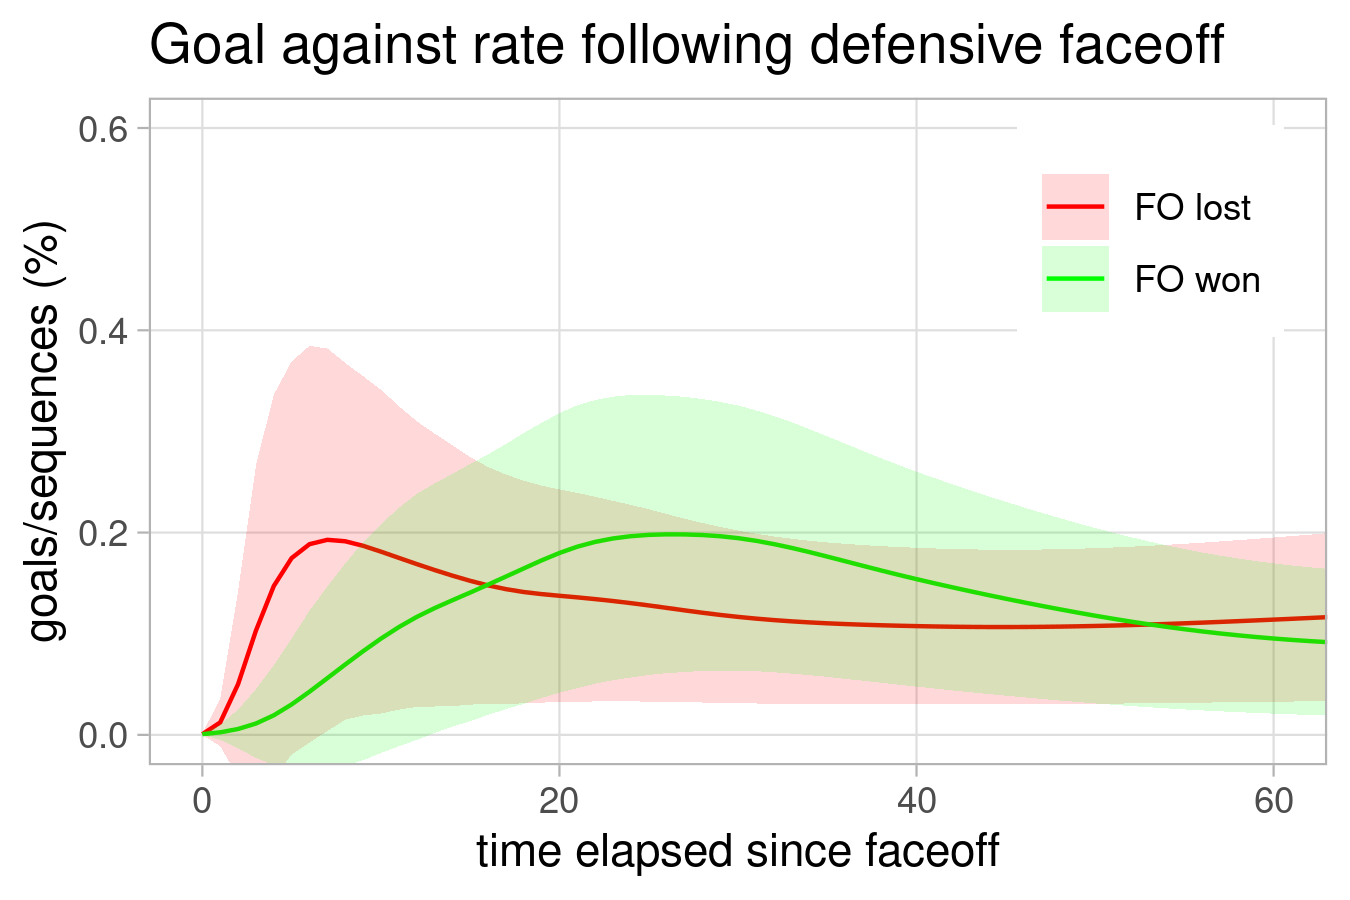 Goal against rate following defensive faceoff
goals/sequences (%)
0.6
0.4
0.2
0.0
FO lost
FO won
0 20 40 60
time elapsed since faceoff